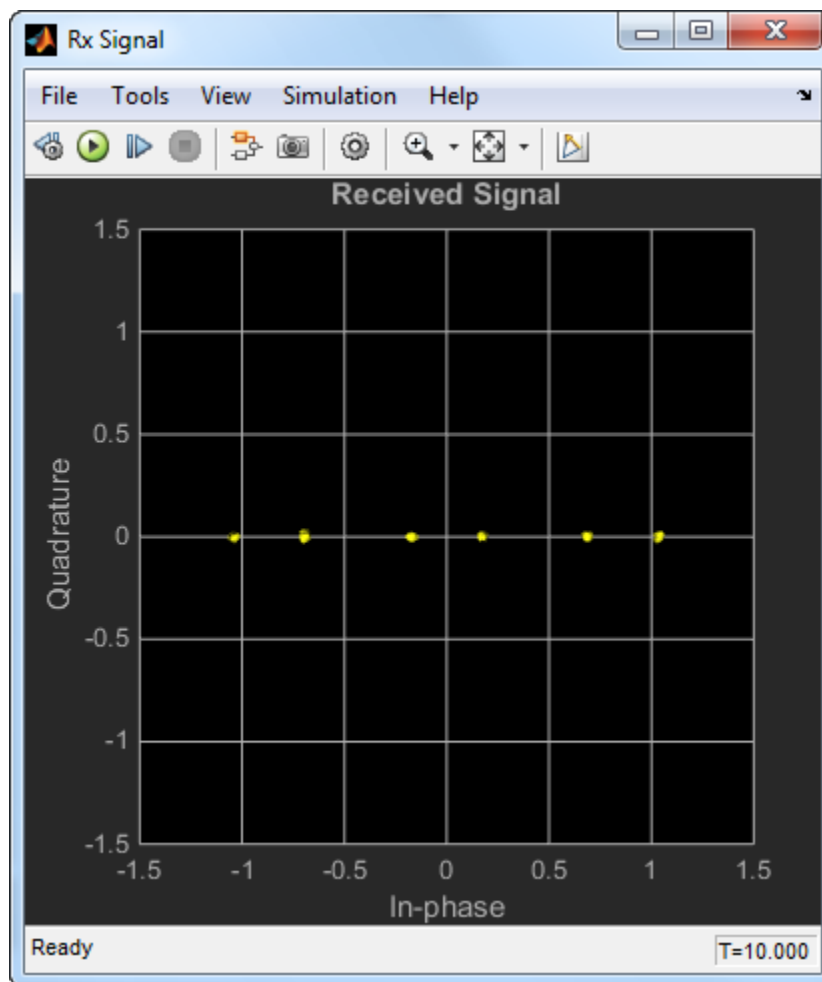 Rx Signal
File Tools View Simulation Help
Received Signal
1.5
1
0.5
0
-0.5
-1
-1.5
Quadrature
-1.5 -1 -0.5 0 0.5 1 1.5
In-phase
Ready T=10.000